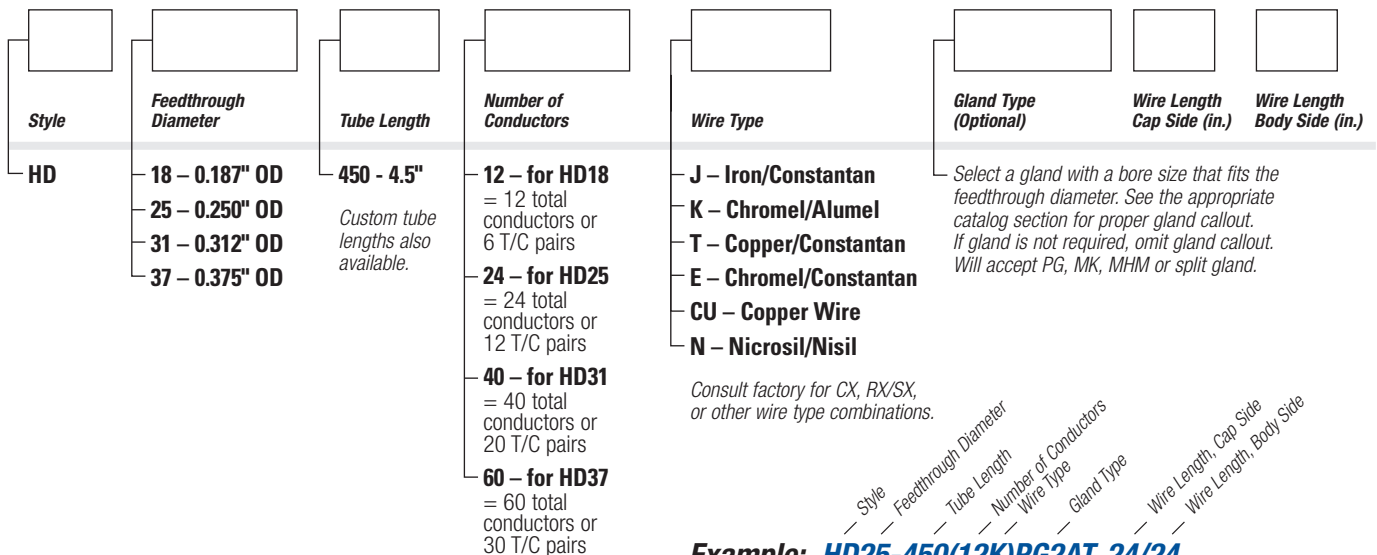 Style
Feedthrough
Diameter
Tube Length
Number of
Conductors
Wire Type
Gland Type
(Optional)
Wire Length
Cap Side (in.)
Wire Length
Body Side (in.)
HD
18 – 0.187" OD
25 – 0.250" OD
31 – 0.312" OD
37 – 0.375" OD
450 - 4.5"
Custom tube
lengths also
available.
12 – for HD18
= 12 total
conductors or
6 T/C pairs
24 – for HD25
= 24 total
conductors or
12 T/C pairs
40 – for HD31
= 40 total
conductors or
20 T/C pairs
60 – for HD37
= 60 total
conductors or
30 T/C pairs
J – Iron/Constantan
K – Chromel/Alumel
T – Copper/Constantan
E – Chromel/Constantan
CU – Copper Wire
N – Nicrosil/Nisil
Consult factory for CX, RX/SX,
or other wire type combinations.
Select a gland with a bore size that fits the
feedthrough diameter. See the appropriate
catalog section for proper gland callout.
If gland is not required, omit gland callout.
Will accept PG, MK, MHM or split gland.
Style
Feedthrough Diameter
Tube Length
Number of Conductors
Wire Type
Gland Type
Wire Length, Cap Side
Wire Length, Body Side
Example: HD25-450(12K)PG2AT, 24/24